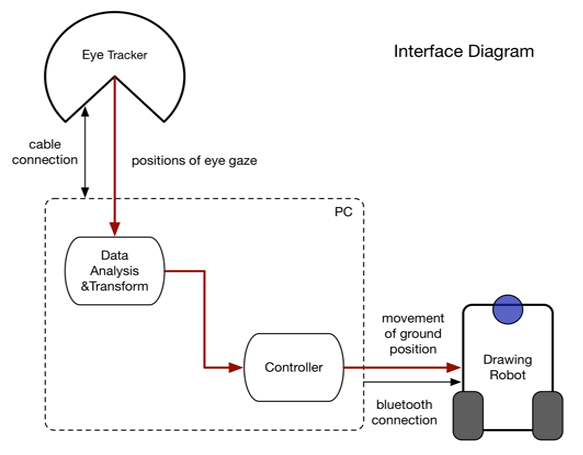 Interface Diagram
Eye Tracker
cable
connection
positions of eye gaze
PC
Data
Analysis
&Transform
Controller
movement
of ground
position
Drawing
Robot
bluetooth
connection